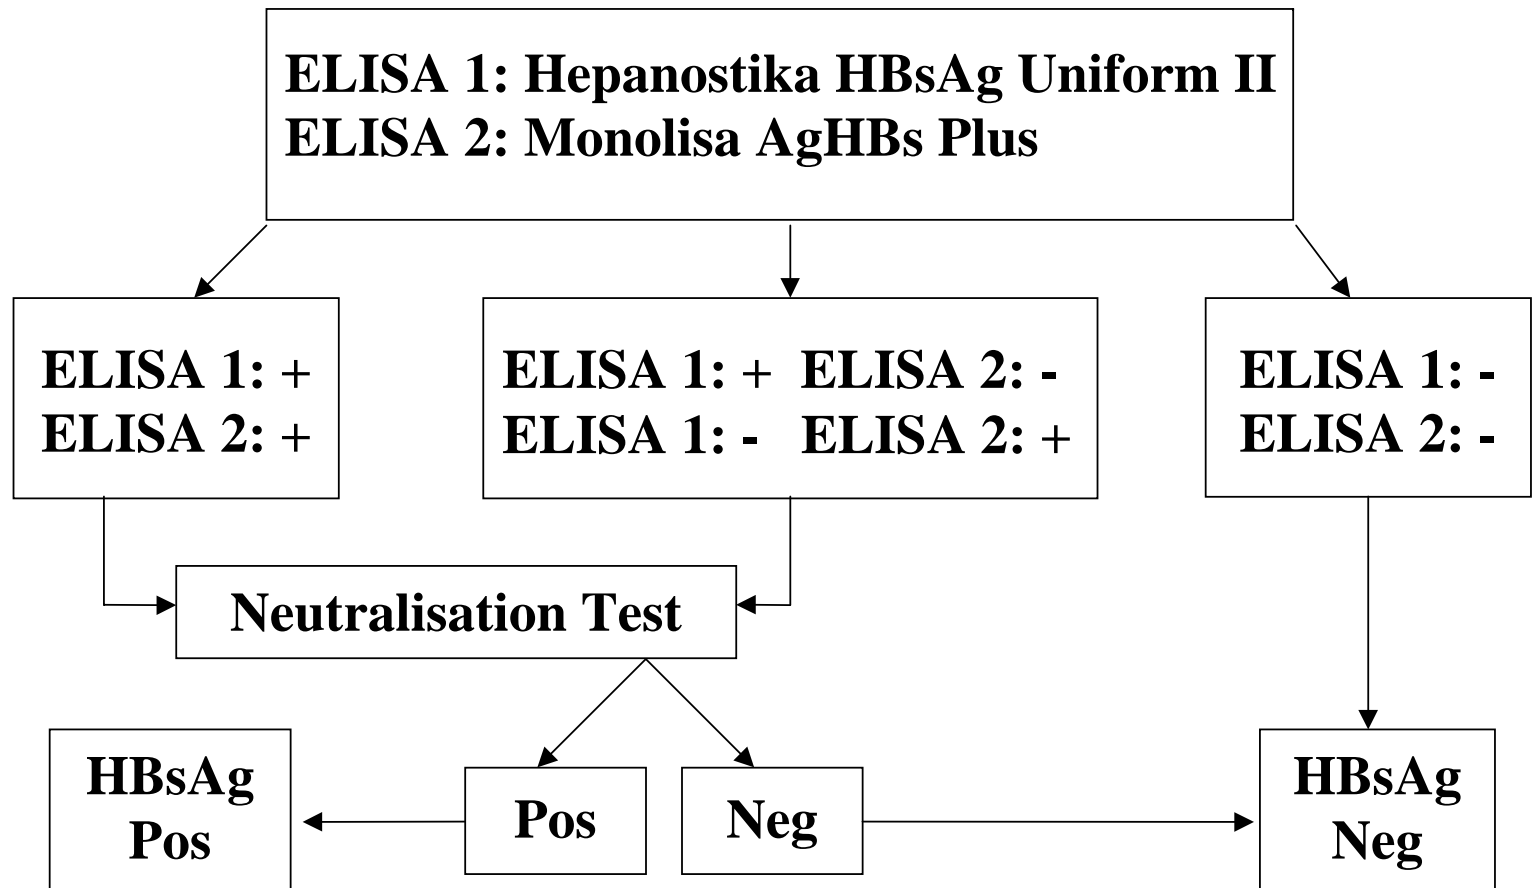 ELISA 1: Hepanostika HBsAg Uniform II
ELISA 2: Monolisa AgHBs Plus
ELISA 1: +
ELISA 2: +
ELISA 1: + ELISA 2: -
ELISA 1: - ELISA 2: +
ELISA 1: -
ELISA 2: -
Neutralisation Test
HBsAg
Pos
Pos
Neg
HBsAg
Neg